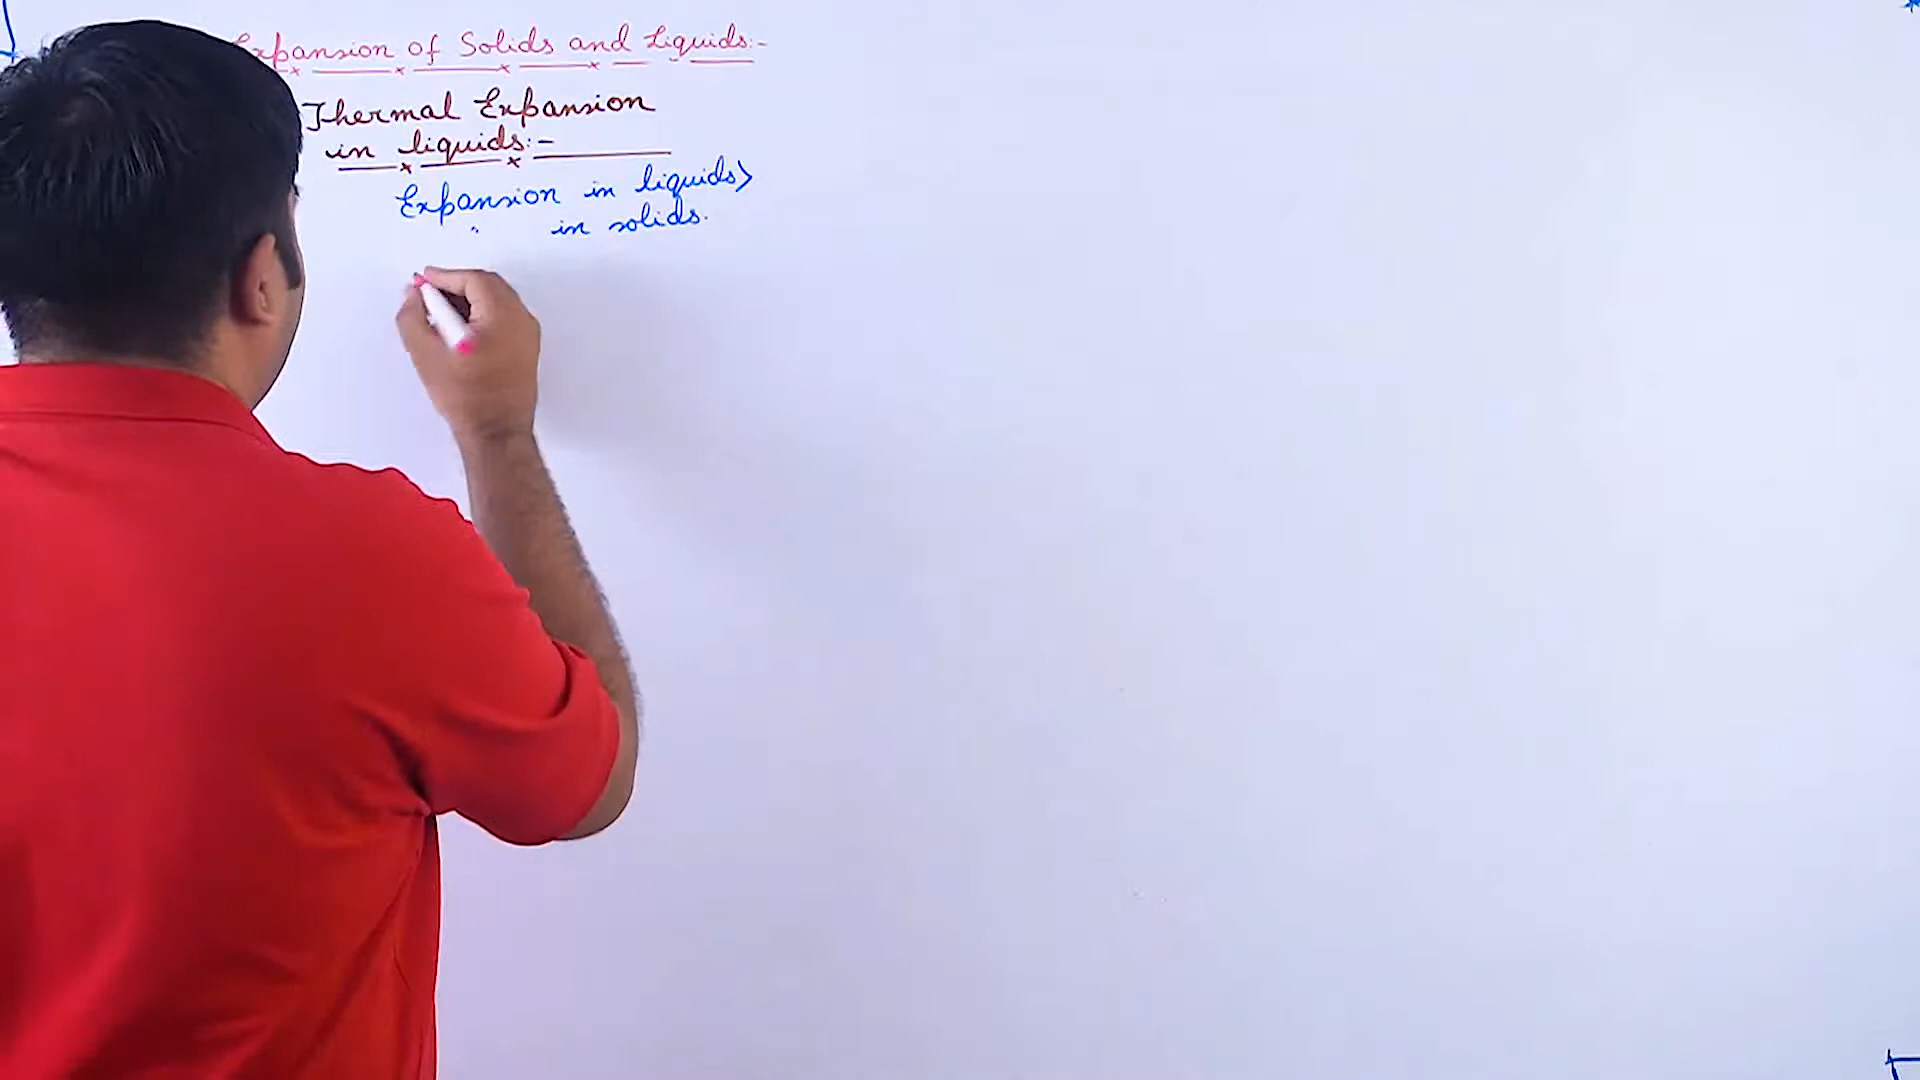 Expansion of Solids and Liquids:-
Thermal Expansion
in liquids:-
Expansion in liquids>
" in solids.